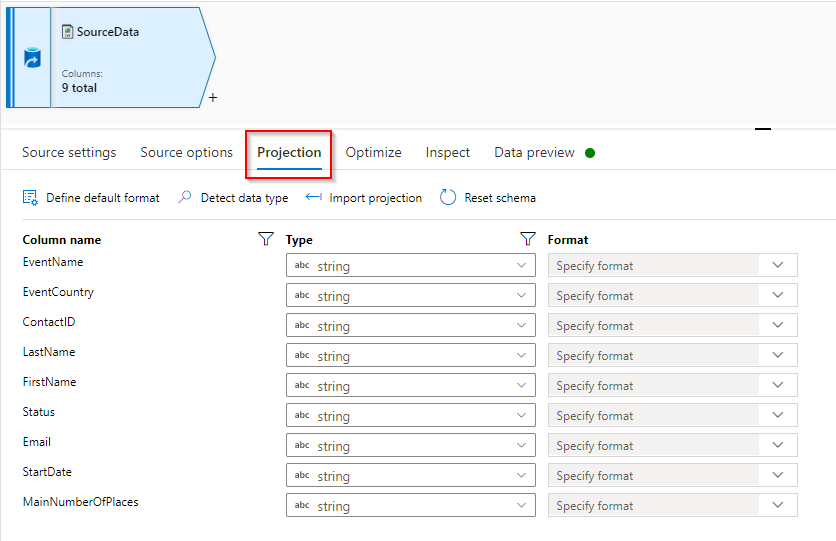 SourceData
Columns:
9 total
+
Source settings Source options Projection Optimize Inspect Data preview
Define default format Detect data type Import projection Reset schema
Column name Type Format
EventName abc string Specify format
EventCountry abc string Specify format
ContactID abc string Specify format
LastName abc string Specify format
FirstName abc string Specify format
Status abc string Specify format
Email abc string Specify format
StartDate abc string Specify format
MainNumberOfPlaces abc string Specify format